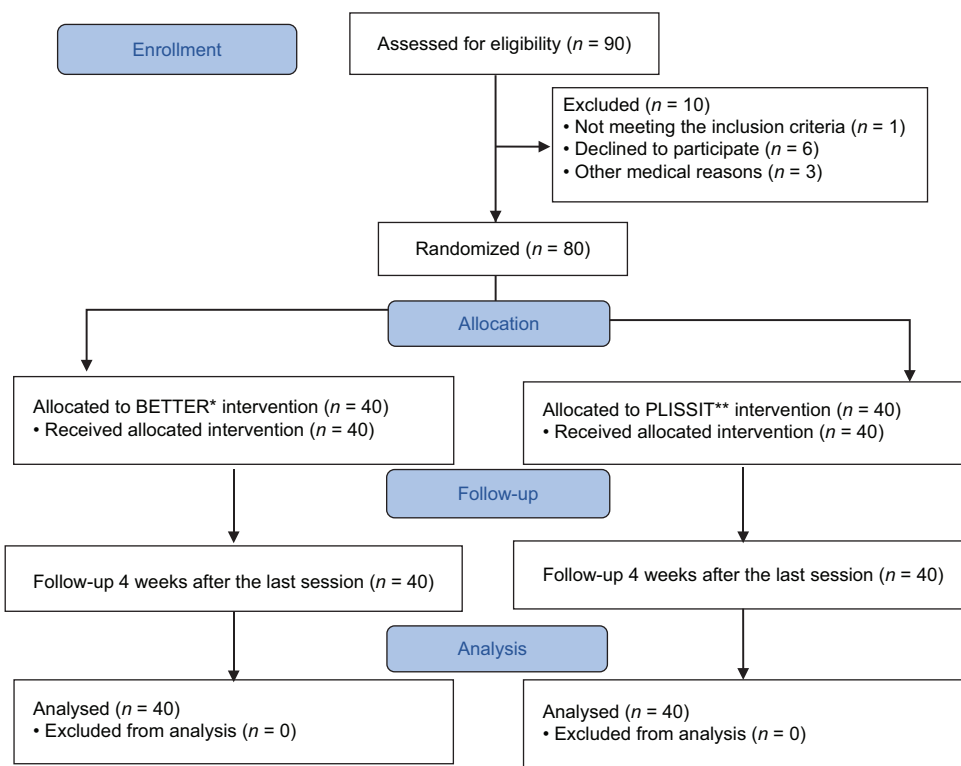 Enrollment
Assessed for eligibility (n = 90)
Excluded (n = 10)
• Not meeting the inclusion criteria (n = 1)
• Declined to participate (n = 6)
• Other medical reasons (n = 3)
Randomized (n = 80)
Allocation
Allocated to BETTER* intervention (n = 40)
• Received allocated intervention (n = 40)
Allocated to PLISSIT** intervention (n = 40)
• Received allocated intervention (n = 40)
Follow-up
Follow-up 4 weeks after the last session (n = 40)
Follow-up 4 weeks after the last session (n = 40)
Analysis
Analysed (n = 40)
• Excluded from analysis (n = 0)
Analysed (n = 40)
• Excluded from analysis (n = 0)